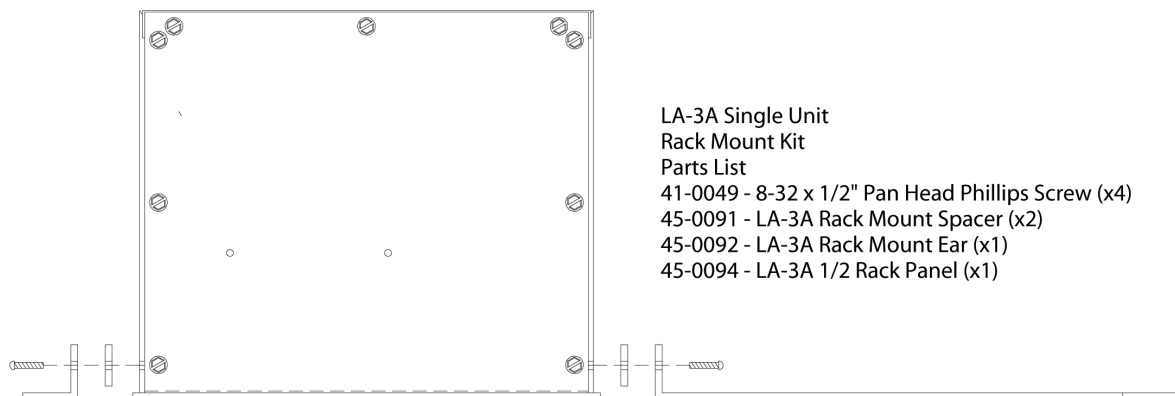 LA-3A Single Unit
Rack Mount Kit
Parts List
41-0049 - 8-32 x 1/2" Pan Head Phillips Screw (x4)
45-0091 - LA-3A Rack Mount Spacer (x2)
45-0092 - LA-3A Rack Mount Ear (x1)
45-0094 - LA-3A 1/2 Rack Panel (x1)